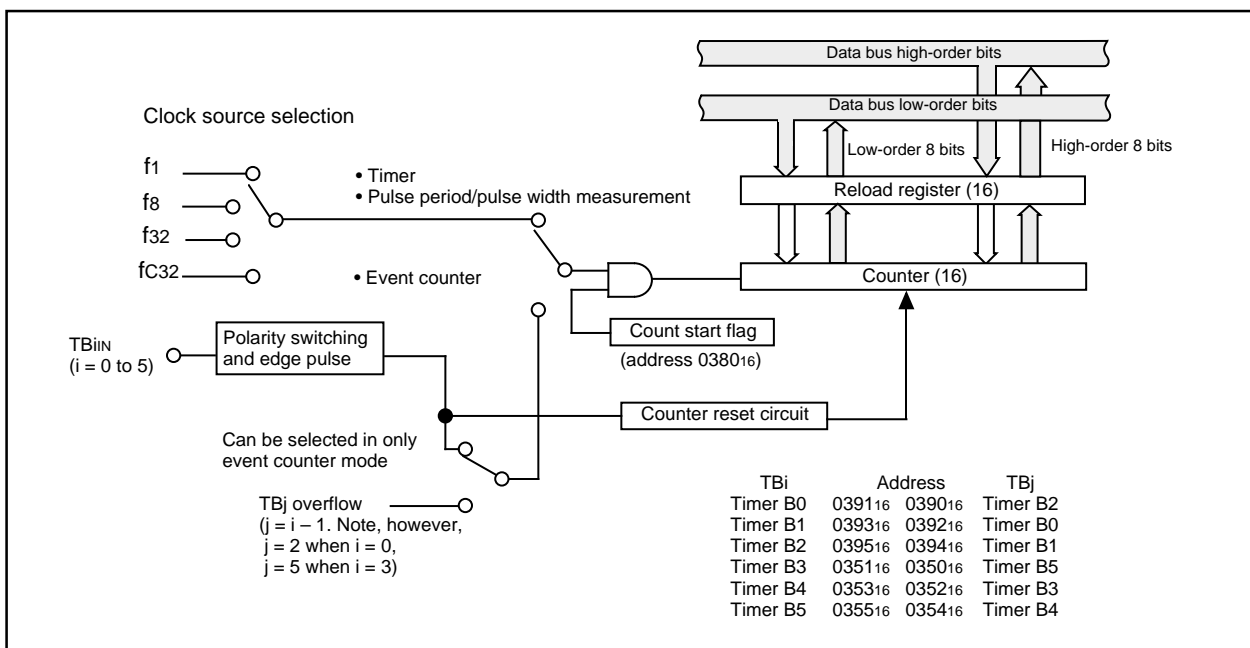 Data bus high-order bits
Data bus low-order bits
Clock source selection
Low-order 8 bits
High-order 8 bits
f1
• Timer
Reload register (16)
• Pulse period/pulse width measurement
f8
f32
fC32
• Event counter
Counter (16)
TBiIN
(i = 0 to 5)
Polarity switching
and edge pulse
Count start flag
(address 038016)
Counter reset circuit
Can be selected in only
event counter mode
TBj overflow
(j = i – 1. Note, however,
j = 2 when i = 0,
j = 5 when i = 3)
TBi Address TBj
Timer B0 039116 039016 Timer B2
Timer B1 039316 039216 Timer B0
Timer B2 039516 039416 Timer B1
Timer B3 035116 035016 Timer B5
Timer B4 035316 035216 Timer B3
Timer B5 035516 035416 Timer B4